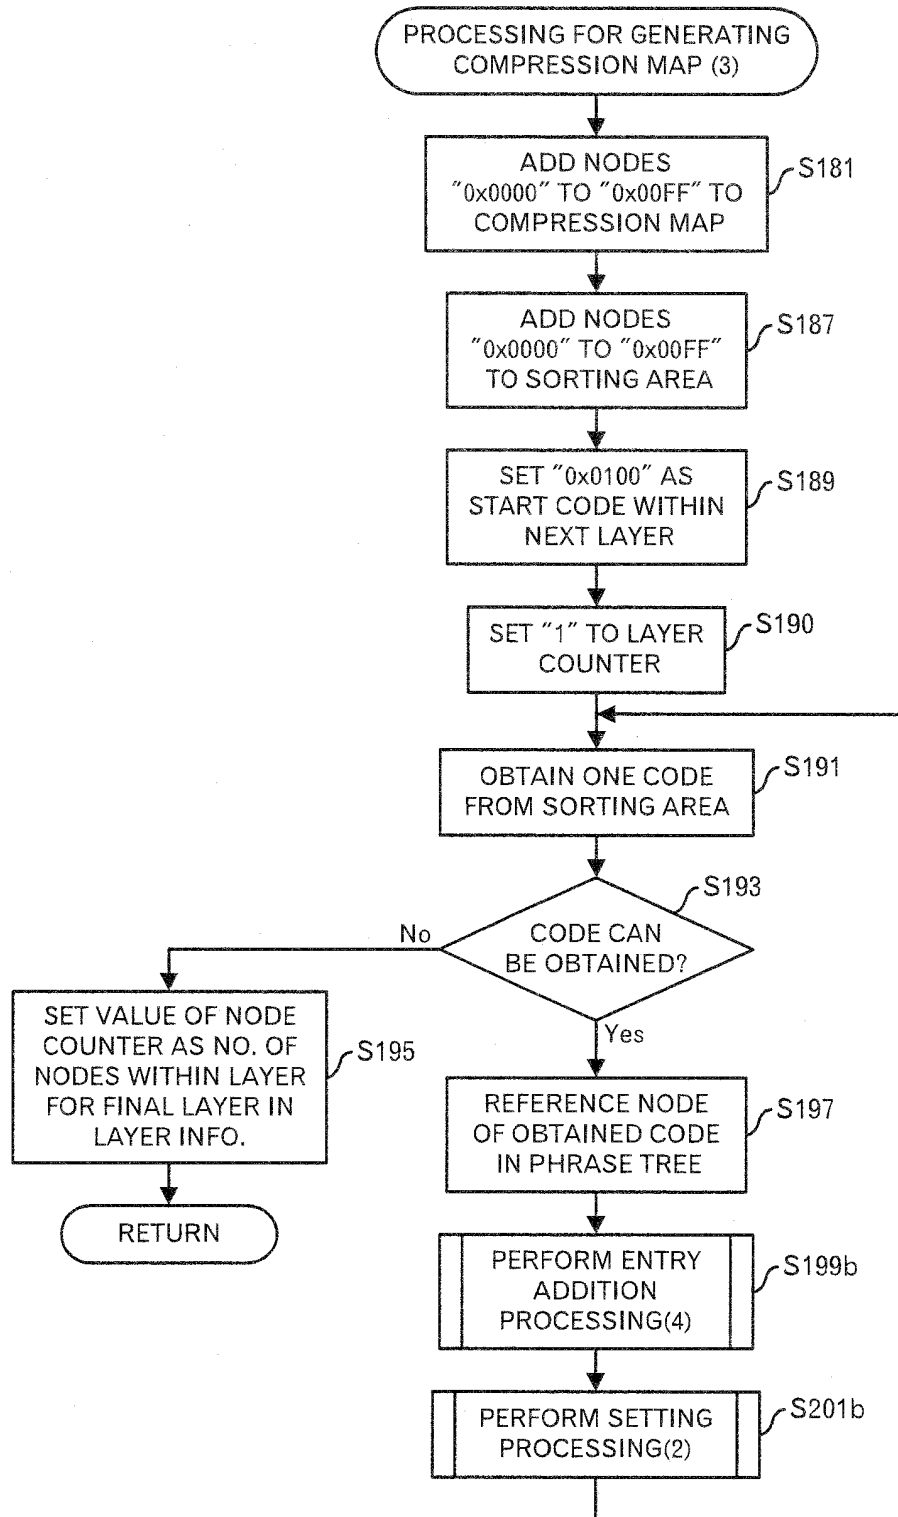 PROCESSING FOR GENERATING
COMPRESSION MAP (3)
ADD NODES
"0x0000" TO "0x00FF" TO
COMPRESSION MAP
S181
ADD NODES
"0x0000" TO "0x00FF"
TO SORTING AREA
S187
SET "0x0100" AS
START CODE WITHIN
NEXT LAYER
S189
SET "1" TO LAYER
COUNTER
S190
OBTAIN ONE CODE
FROM SORTING AREA
S191
CODE CAN
BE OBTAINED?
S193
No
Yes
SET VALUE OF NODE
COUNTER AS NO. OF
NODES WITHIN LAYER
FOR FINAL LAYER IN
LAYER INFO.
S195
RETURN
REFERENCE NODE
OF OBTAINED CODE
IN PHRASE TREE
S197
PERFORM ENTRY
ADDITION
PROCESSING(4)
S199b
PERFORM SETTING
PROCESSING(2)
S201b